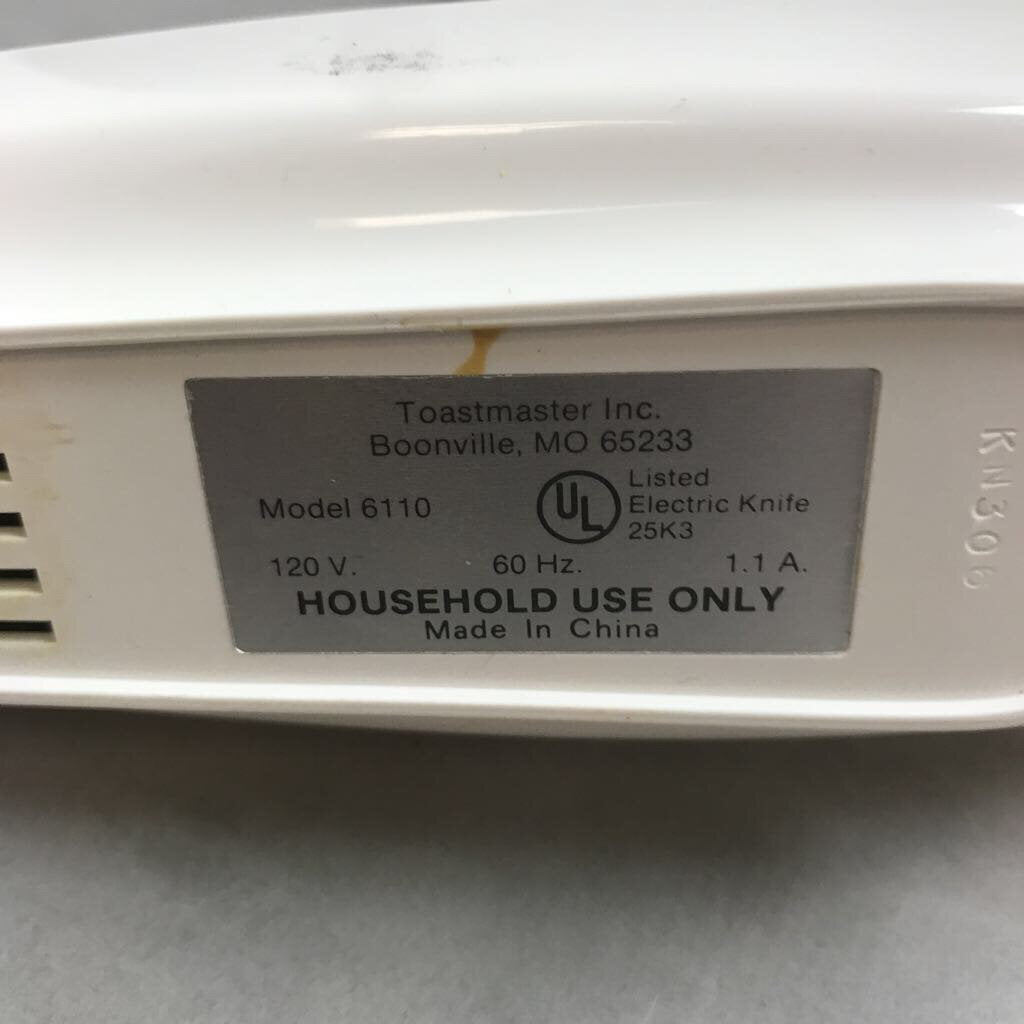 Toastmaster Inc.
Boonville, MO 65233
Model 6110
UL
Listed
Electric Knife
25K3
120 V. 60 Hz. 1.1 A.
HOUSEHOLD USE ONLY
Made In China
KN306